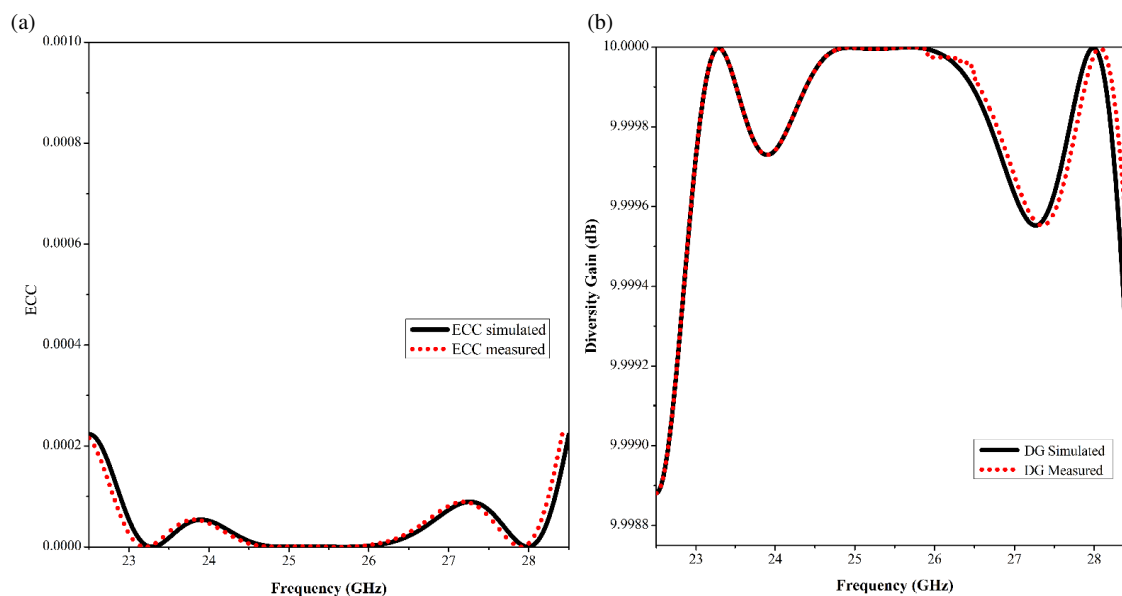 (a)
0.0010
0.0008
0.0006
0.0004
0.0002
0.0000
ECC
ECC simulated
ECC measured
23 24 25 26 27 28
Frequency (GHz)
(b)
10.0000
9.9998
9.9996
9.9994
9.9992
9.9990
9.9988
Diversity Gain (dB)
DG Simulated
DG Measured
23 24 25 26 27 28
Frequency (GHz)